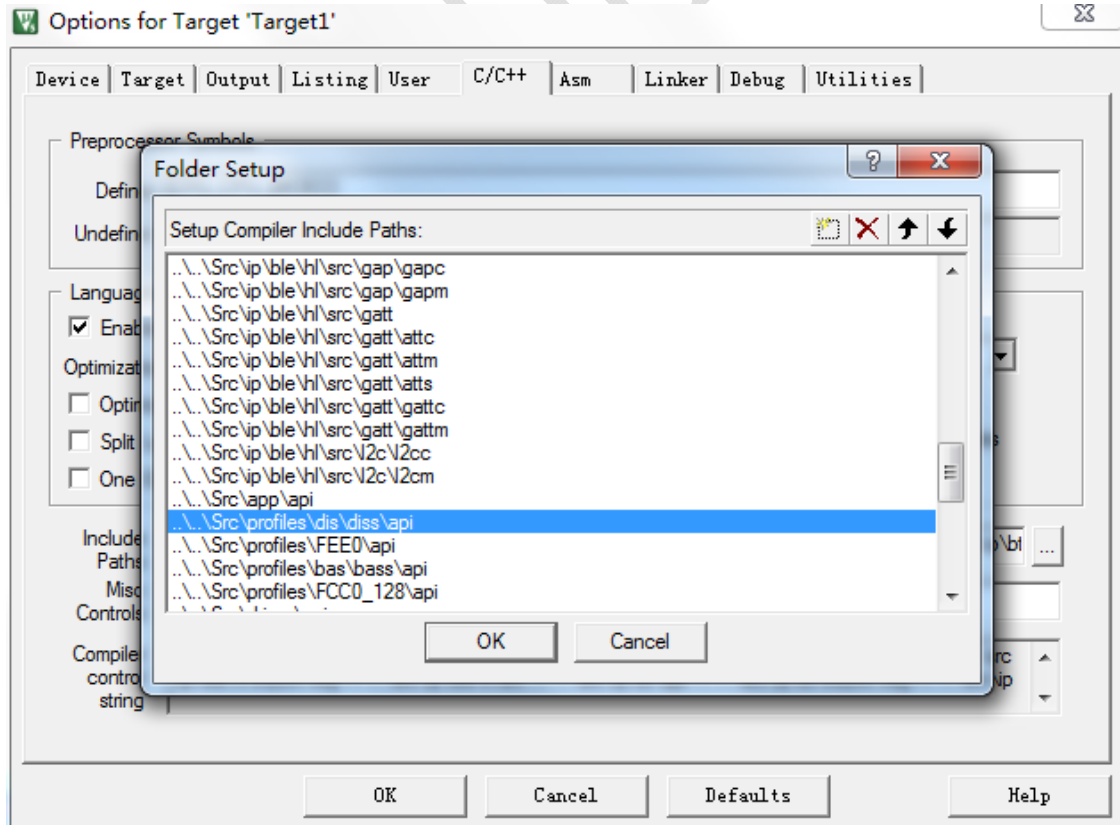 Options for Target 'Target1'
Device Target Output Listing User C/C++ Asm Linker Debug Utilities
Preprocessor Symbols
Folder Setup
Defin
Undefin
Setup Compiler Include Paths:
..\..\Src\ip\ble\hl\src\gap\gapc
..\..\Src\ip\ble\hl\src\gap\gapm
..\..\Src\ip\ble\hl\src\gatt
..\..\Src\ip\ble\hl\src\gatt\attc
..\..\Src\ip\ble\hl\src\gatt\attm
..\..\Src\ip\ble\hl\src\gatt\atts
..\..\Src\ip\ble\hl\src\gatt\gattc
..\..\Src\ip\ble\hl\src\gatt\gattm
..\..\Src\ip\ble\hl\src\l2c\l2cc
..\..\Src\ip\ble\hl\src\l2c\l2cm
..\..\Src\app\api
..\..\Src\profiles\dis\diss\api
..\..\Src\profiles\FEE0\api
..\..\Src\profiles\bas\bass\api
..\..\Src\profiles\FCC0_128\api
Languag
Enab
Optimizat
Optin
Split
One
Include
Paths
...
Misc
Controls
OK Cancel
Compile
contro
string
rc
\ip
OK Cancel Defaults Help